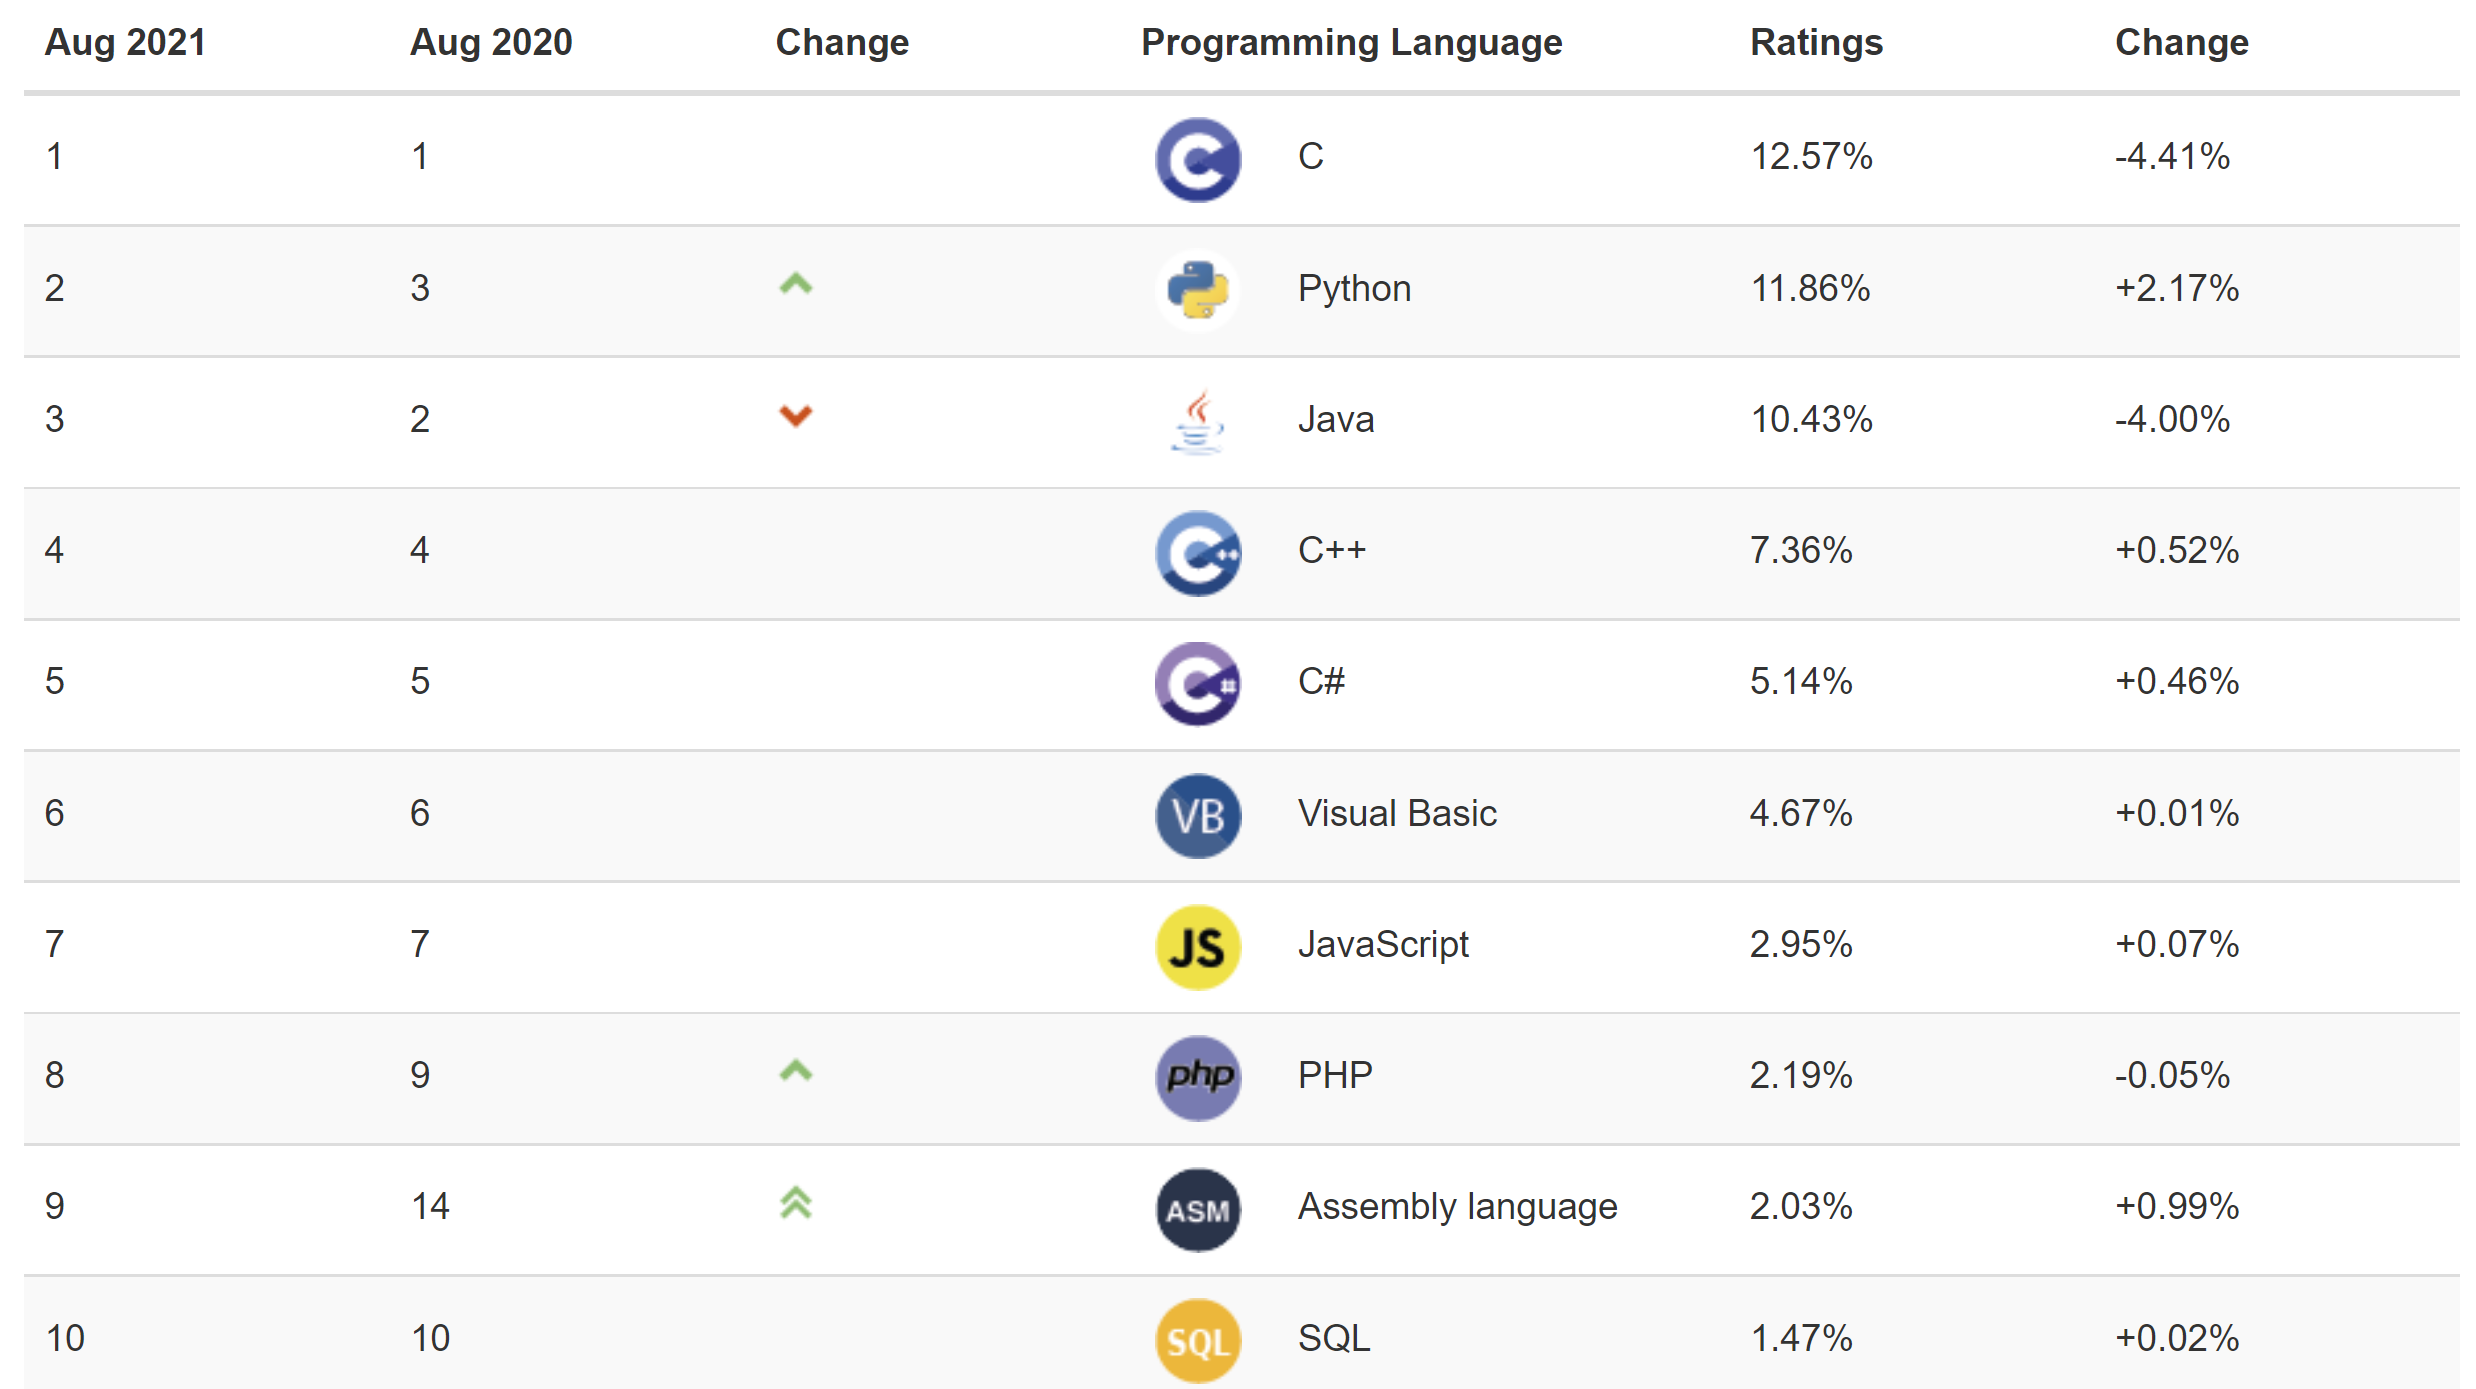 Aug 2021 Aug 2020 Change Programming Language Ratings Change
1 1 C C 12.57% -4.41%
2 3 Python 11.86% +2.17%
3 2 Java 10.43% -4.00%
4 4 C++ C++ 7.36% +0.52%
5 5 C# C# 5.14% +0.46%
6 6 VB Visual Basic 4.67% +0.01%
7 7 JS JavaScript 2.95% +0.07%
8 9 php PHP 2.19% -0.05%
9 14 ASM Assembly language 2.03% +0.99%
10 10 SQL SQL 1.47% +0.02%